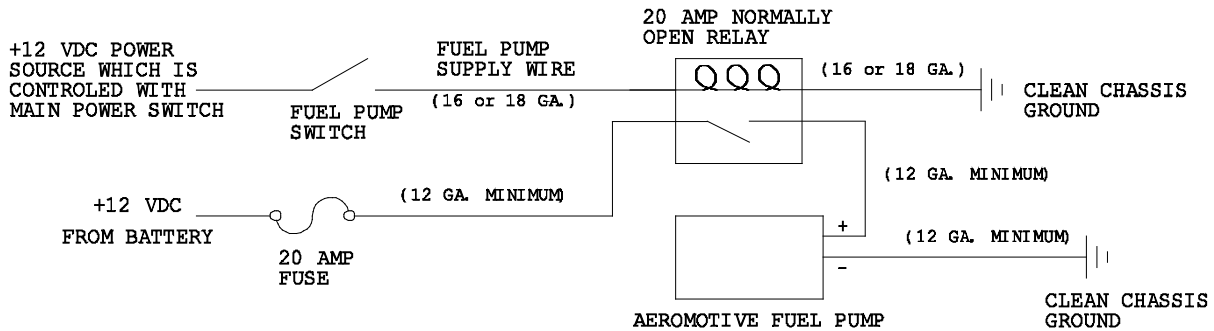 20 AMP NORMALLY
OPEN RELAY
+12 VDC POWER
SOURCE WHICH IS
CONTROLED WITH
MAIN POWER SWITCH
FUEL PUMP
SWITCH
FUEL PUMP
SUPPLY WIRE
(16 or 18 GA.)
(16 or 18 GA.)
CLEAN CHASSIS
GROUND
+12 VDC
FROM BATTERY
20 AMP
FUSE
(12 GA. MINIMUM)
(12 GA. MINIMUM)
+
-
(12 GA. MINIMUM)
CLEAN CHASSIS
GROUND
AEROMOTIVE FUEL PUMP